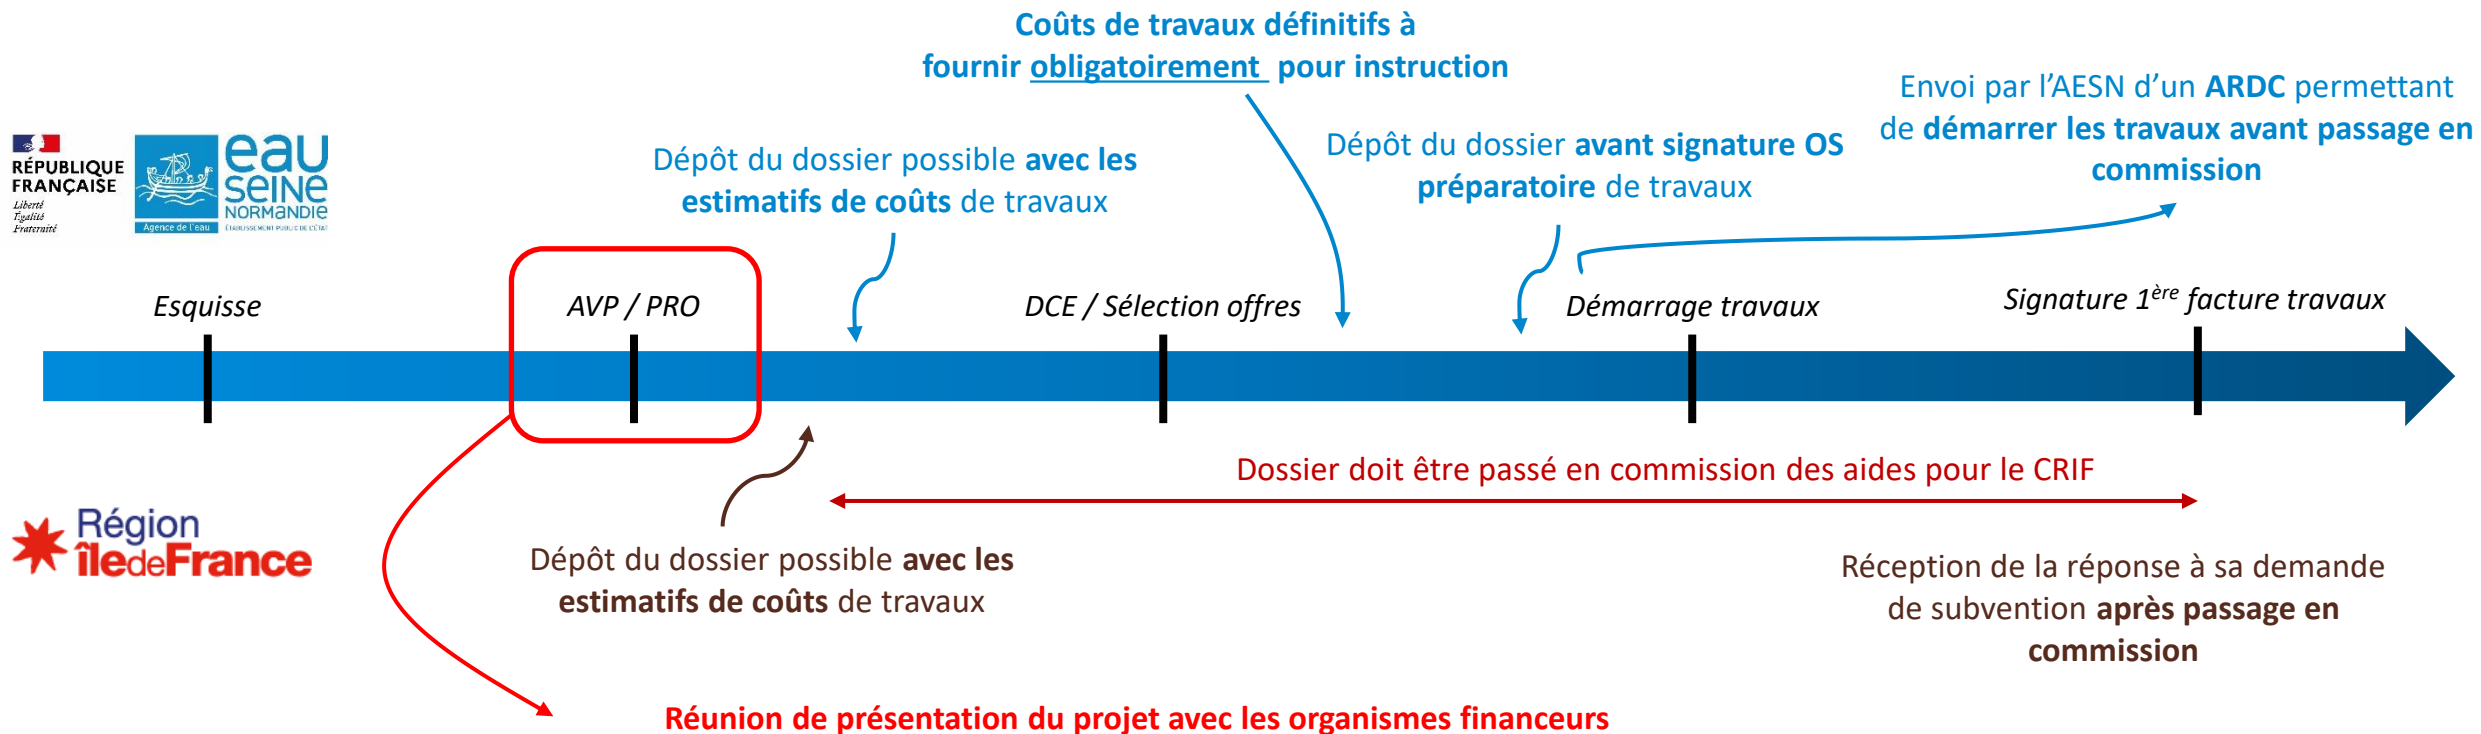 Coûts de travaux définitifs à
fournir obligatoirement pour instruction
Envoi par l’AESN d’un ARDC permettant
de démarrer les travaux avant passage en
commission
RÉPUBLIQUE
FRANÇAISE
Liberté
Égalité
Fraternité
eau
seine
NORMANDIE
Agence de l'eau
ÉTABLISSEMENT PUBLIC DE L'ÉTAT
Dépôt du dossier possible avec les
estimatifs de coûts de travaux
Dépôt du dossier avant signature OS
préparatoire de travaux
Esquisse
AVP / PRO
DCE / Sélection offres
Démarrage travaux
Signature 1ère facture travaux
Dossier doit être passé en commission des aides pour le CRIF
Région
îledeFrance
Dépôt du dossier possible avec les
estimatifs de coûts de travaux
Réception de la réponse à sa demande
de subvention après passage en
commission
Réunion de présentation du projet avec les organismes financeurs